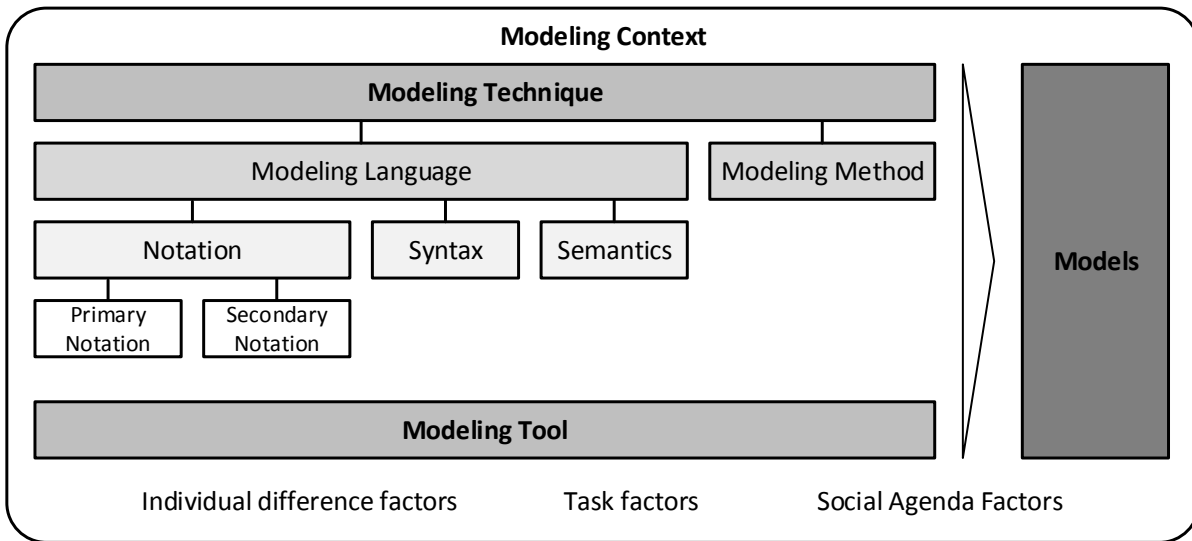 Modeling Context
Modeling Technique
Modeling Language
Modeling Method
Notation
Syntax
Semantics
Primary
Notation
Secondary
Notation
Models
Modeling Tool
Individual difference factors
Task factors
Social Agenda Factors